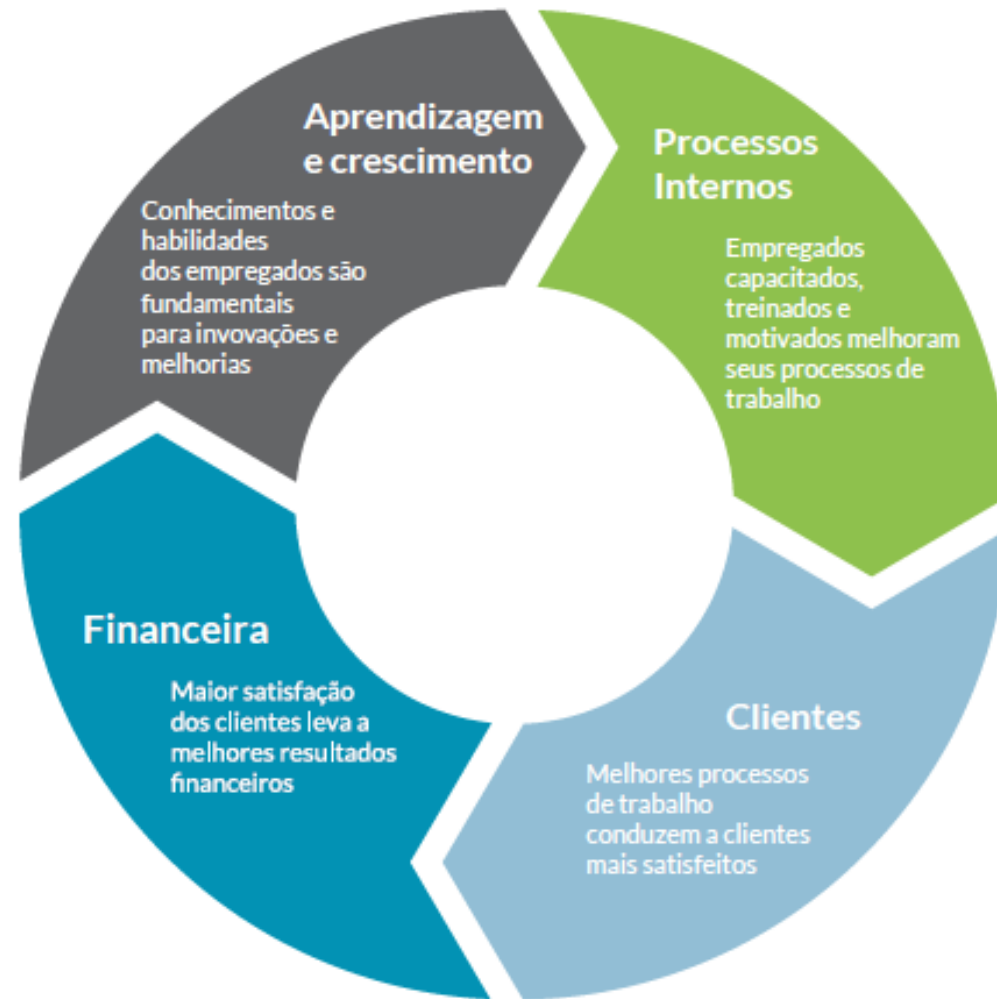 Aprendizagem
e crescimento
Conhecimentos e
habilidades
dos empregados são
fundamentais
para invovações e
melhorias
Processos
Internos
Empregados
capacitados,
treinados e
motivados melhoram
seus processos de
trabalho
Clientes
Melhores processos
de trabalho
conduzem a clientes
mais satisfeitos
Financeira
Maior satisfação
dos clientes leva a
melhores resultados
financeiros